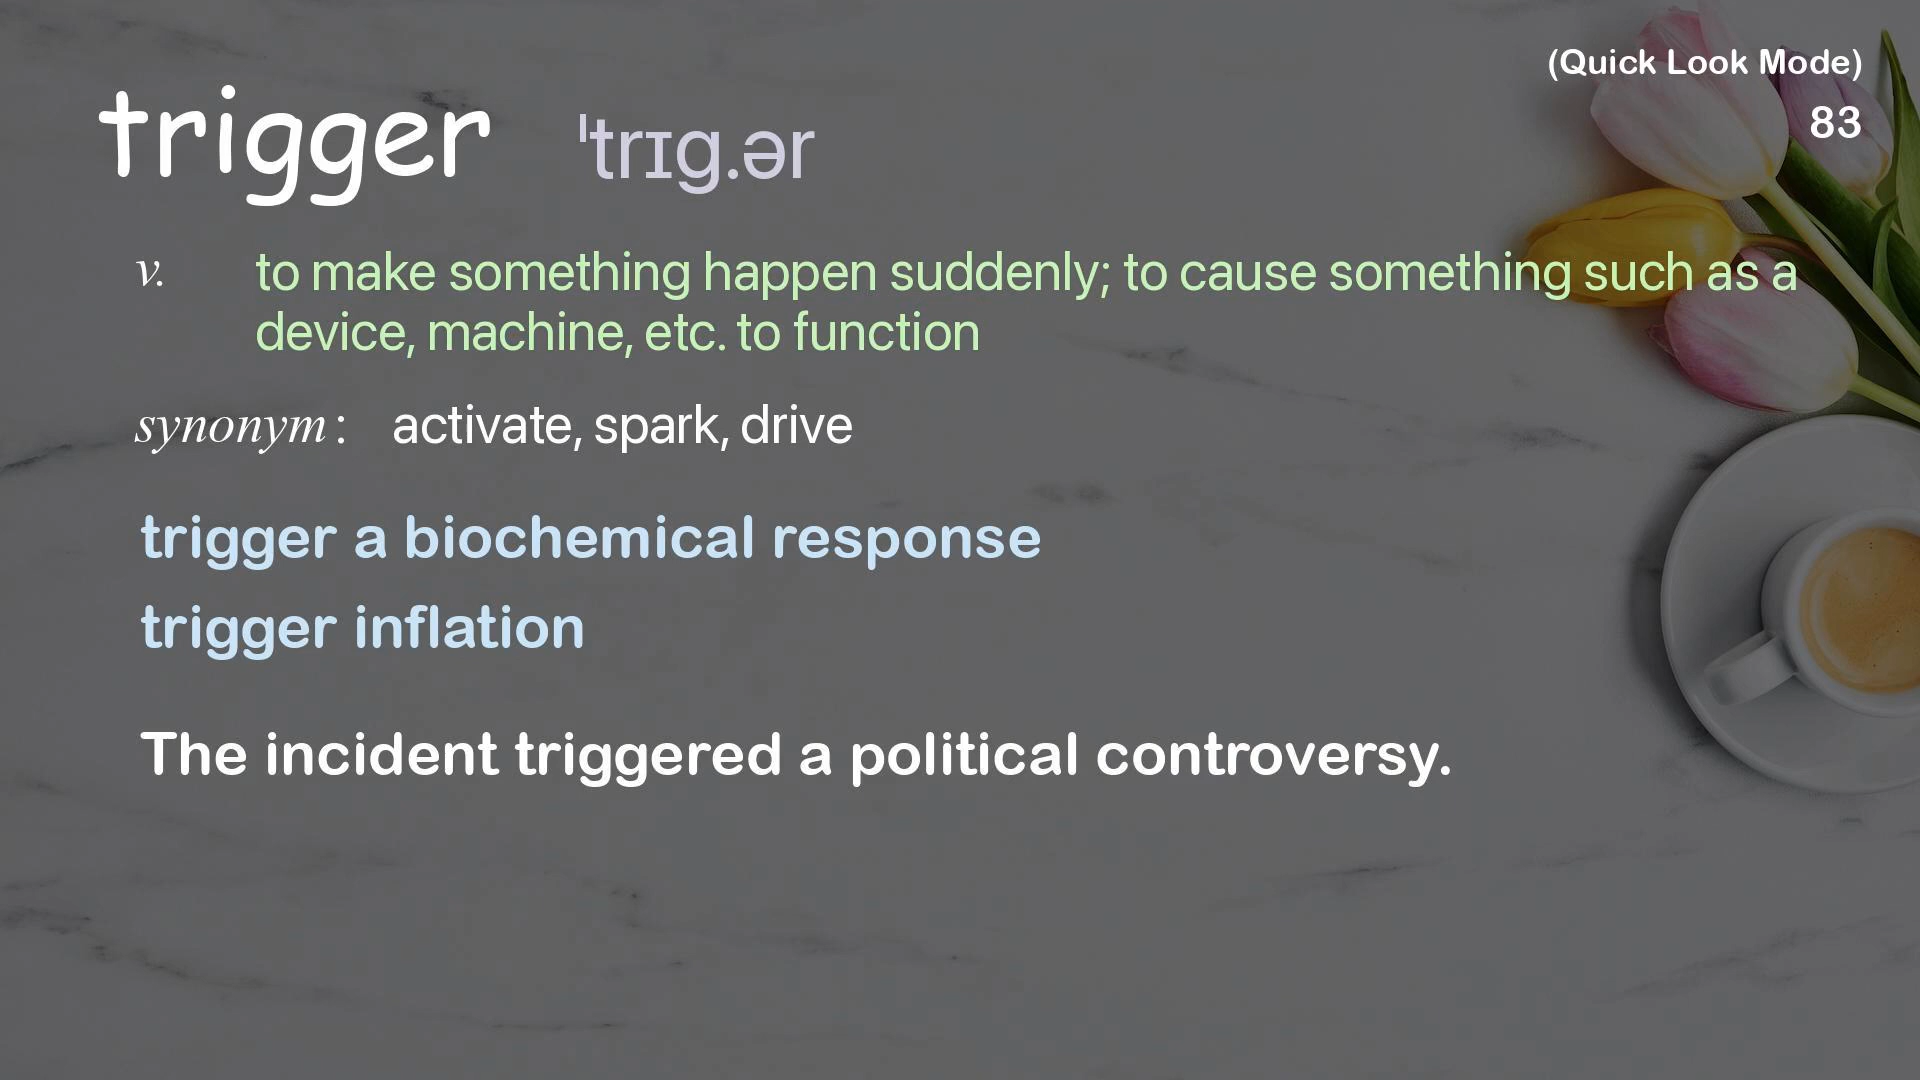 (Quick Look Mode)
83
trigger ˈtrɪg.ər
v. to make something happen suddenly; to cause something such as a
device, machine, etc. to function
synonym : activate, spark, drive
trigger a biochemical response
trigger inflation
The incident triggered a political controversy.